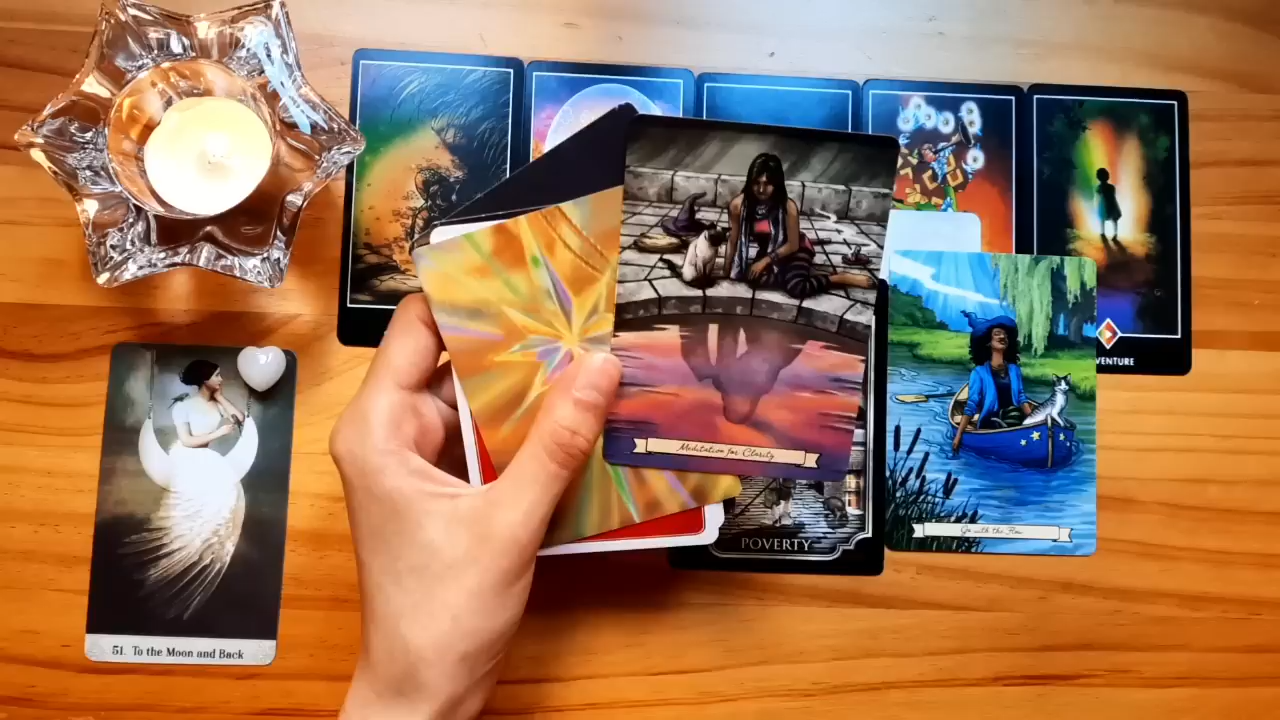 VENTURE
Meditation for Clarity
Go with the Flow
POVERTY
51. To the Moon and Back